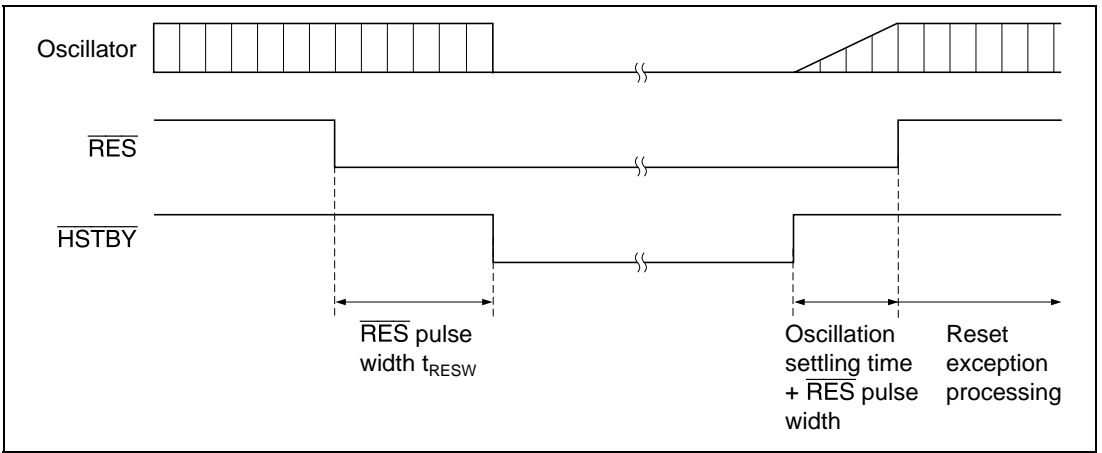 Oscillator
RES
HSTBY
RES pulse
width tRESW
Oscillation
settling time
+ RES pulse
width
Reset
exception
processing